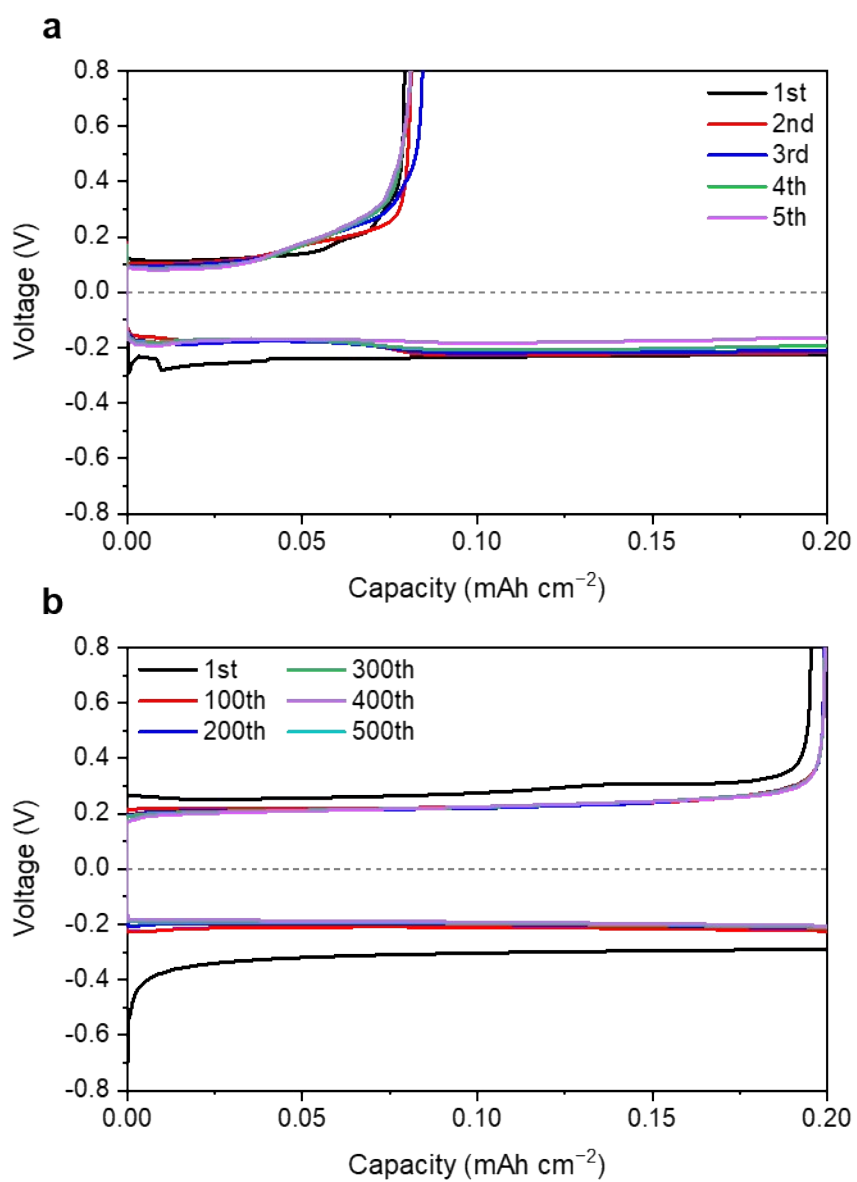 a
0.8
0.6
0.4
0.2
0.0
-0.2
-0.4
-0.6
-0.8
Voltage (V)
1st
2nd
3rd
4th
5th
0.00
0.05
0.10
0.15
0.20
Capacity (mAh cm⁻²)
b
0.8
0.6
0.4
0.2
0.0
-0.2
-0.4
-0.6
-0.8
Voltage (V)
1st
100th
200th
300th
400th
500th
0.00
0.05
0.10
0.15
0.20
Capacity (mAh cm⁻²)